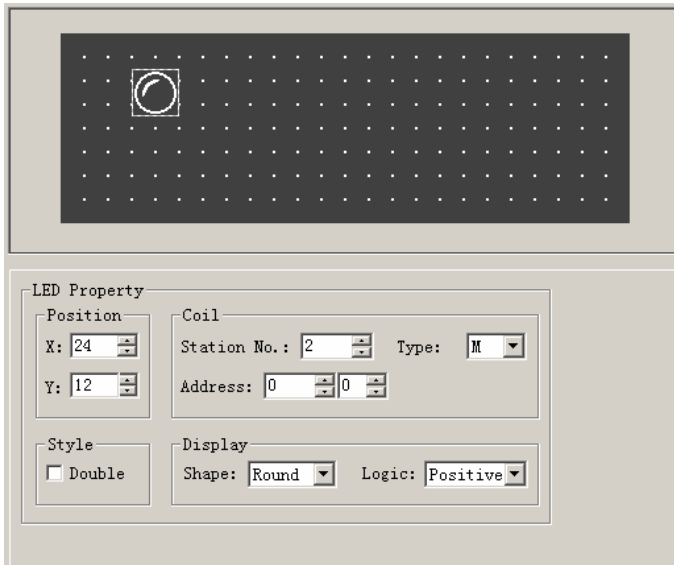 LED Property
Position
X: 24
Y: 12
Coil
Station No.: 2 Type: M
Address: 0 0
Style
Double
Display
Shape: Round Logic: Positive